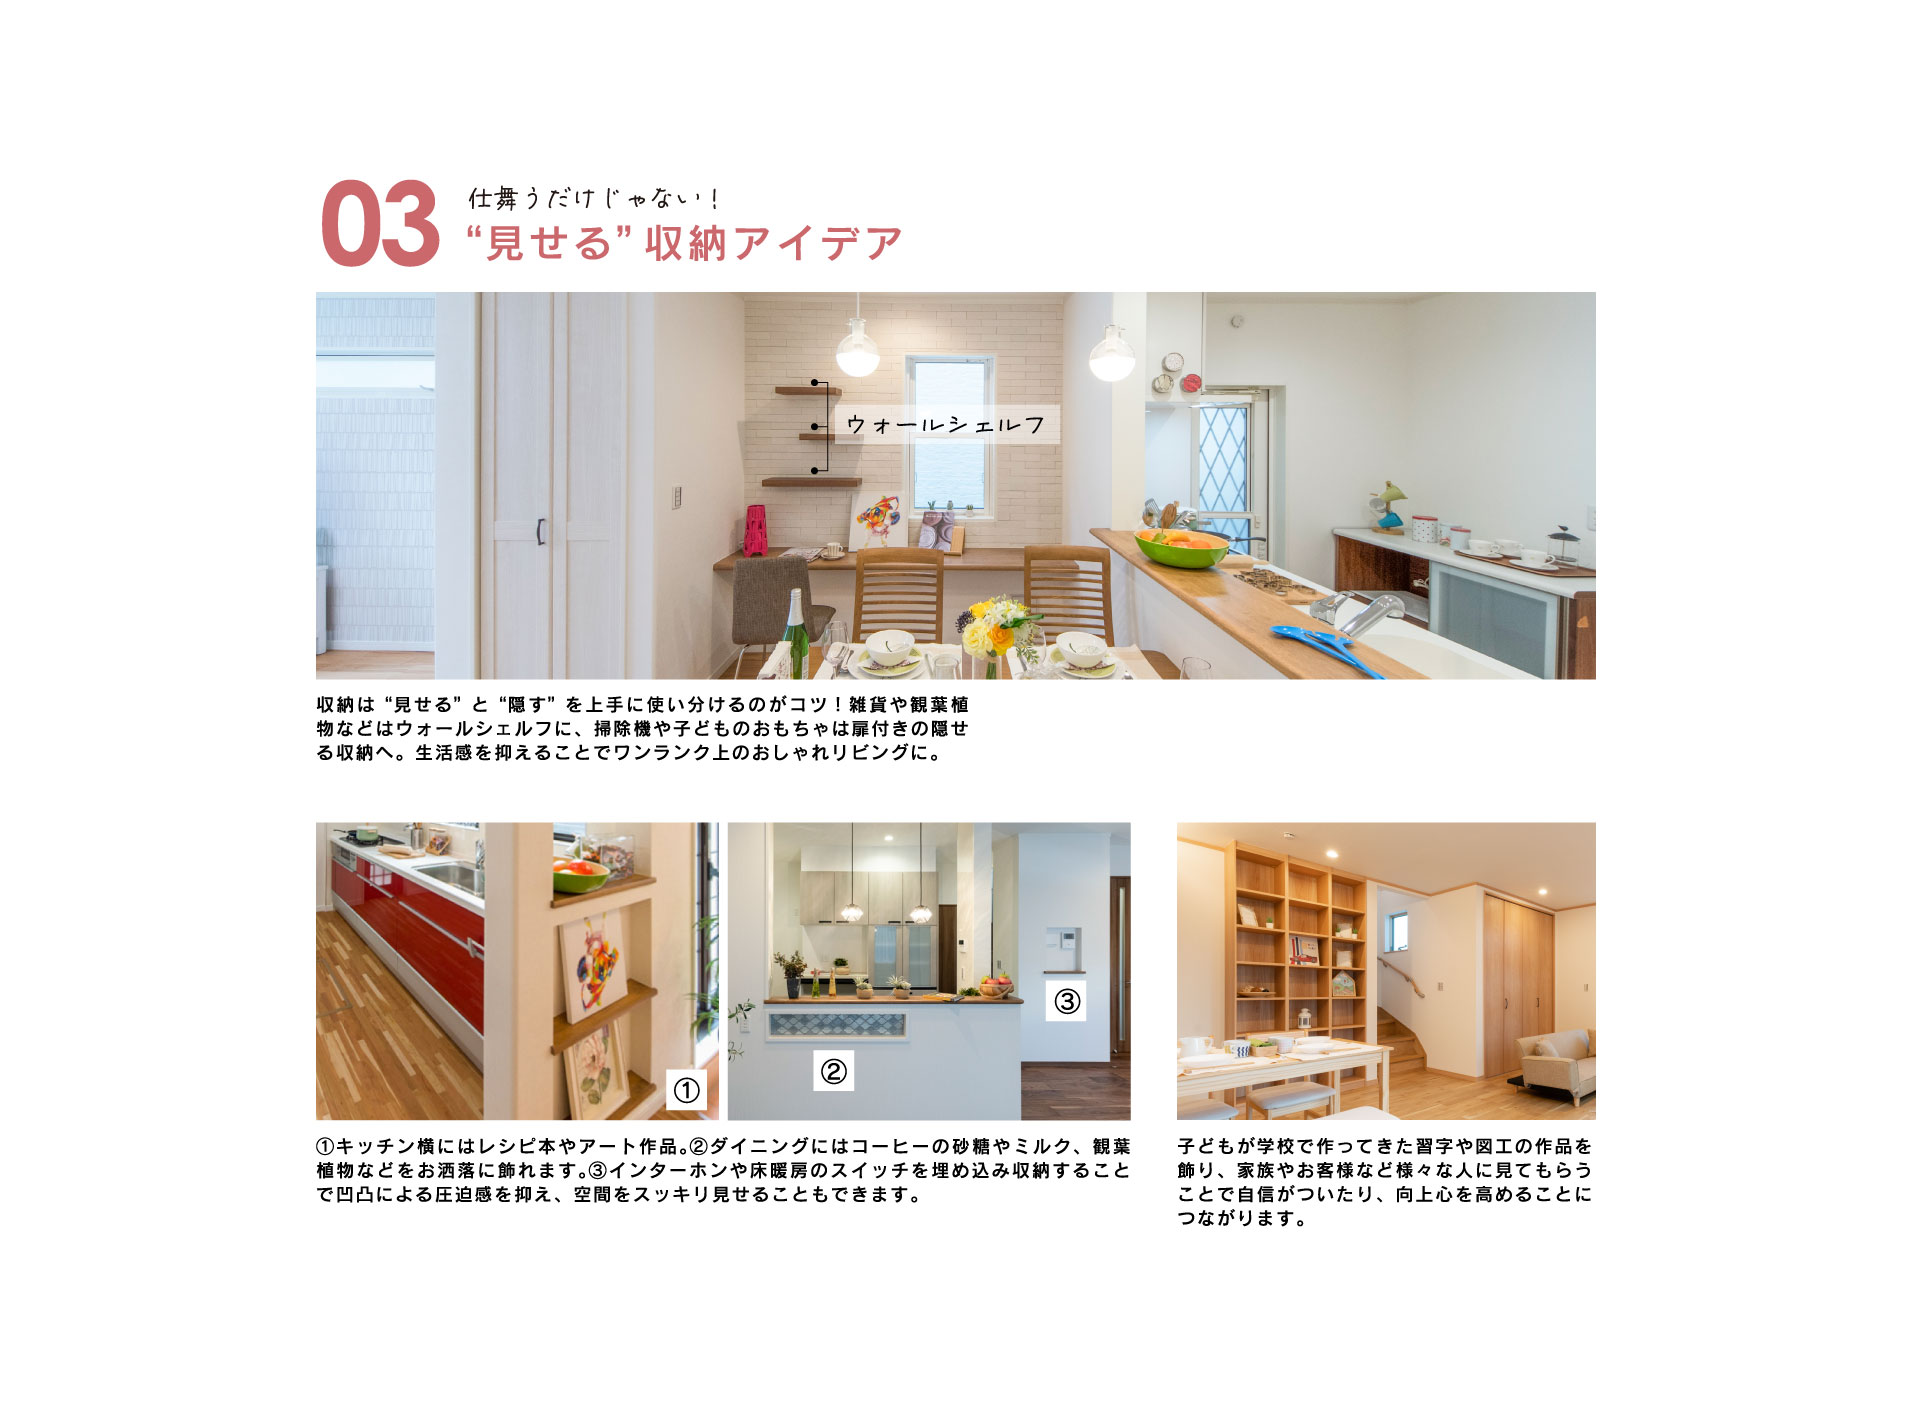 03
仕舞うだけじゃない！
“見せる”収納アイデア
ウォールシェルフ
収納は“見せる”と“隠す”を上手に使い分けるのがコツ！雑貨や観葉植
物などはウォールシェルフに、掃除機や子どものおもちゃは扉付きの隠せ
る収納へ。生活感を抑えることでワンランク上のおしゃれリビングに。
①
②
③
①キッチン横にはレシピ本やアート作品。②ダイニングにはコーヒーの砂糖やミルク、観葉
植物などをお洒落に飾れます。③インターホンや床暖房のスイッチを埋め込み収納すること
で凹凸による圧迫感を抑え、空間をスッキリ見せることもできます。
子どもが学校で作ってきた習字や図工の作品を
飾り、家族やお客様など様々な人に見てもらう
ことで自信がついたり、向上心を高めることに
つながります。